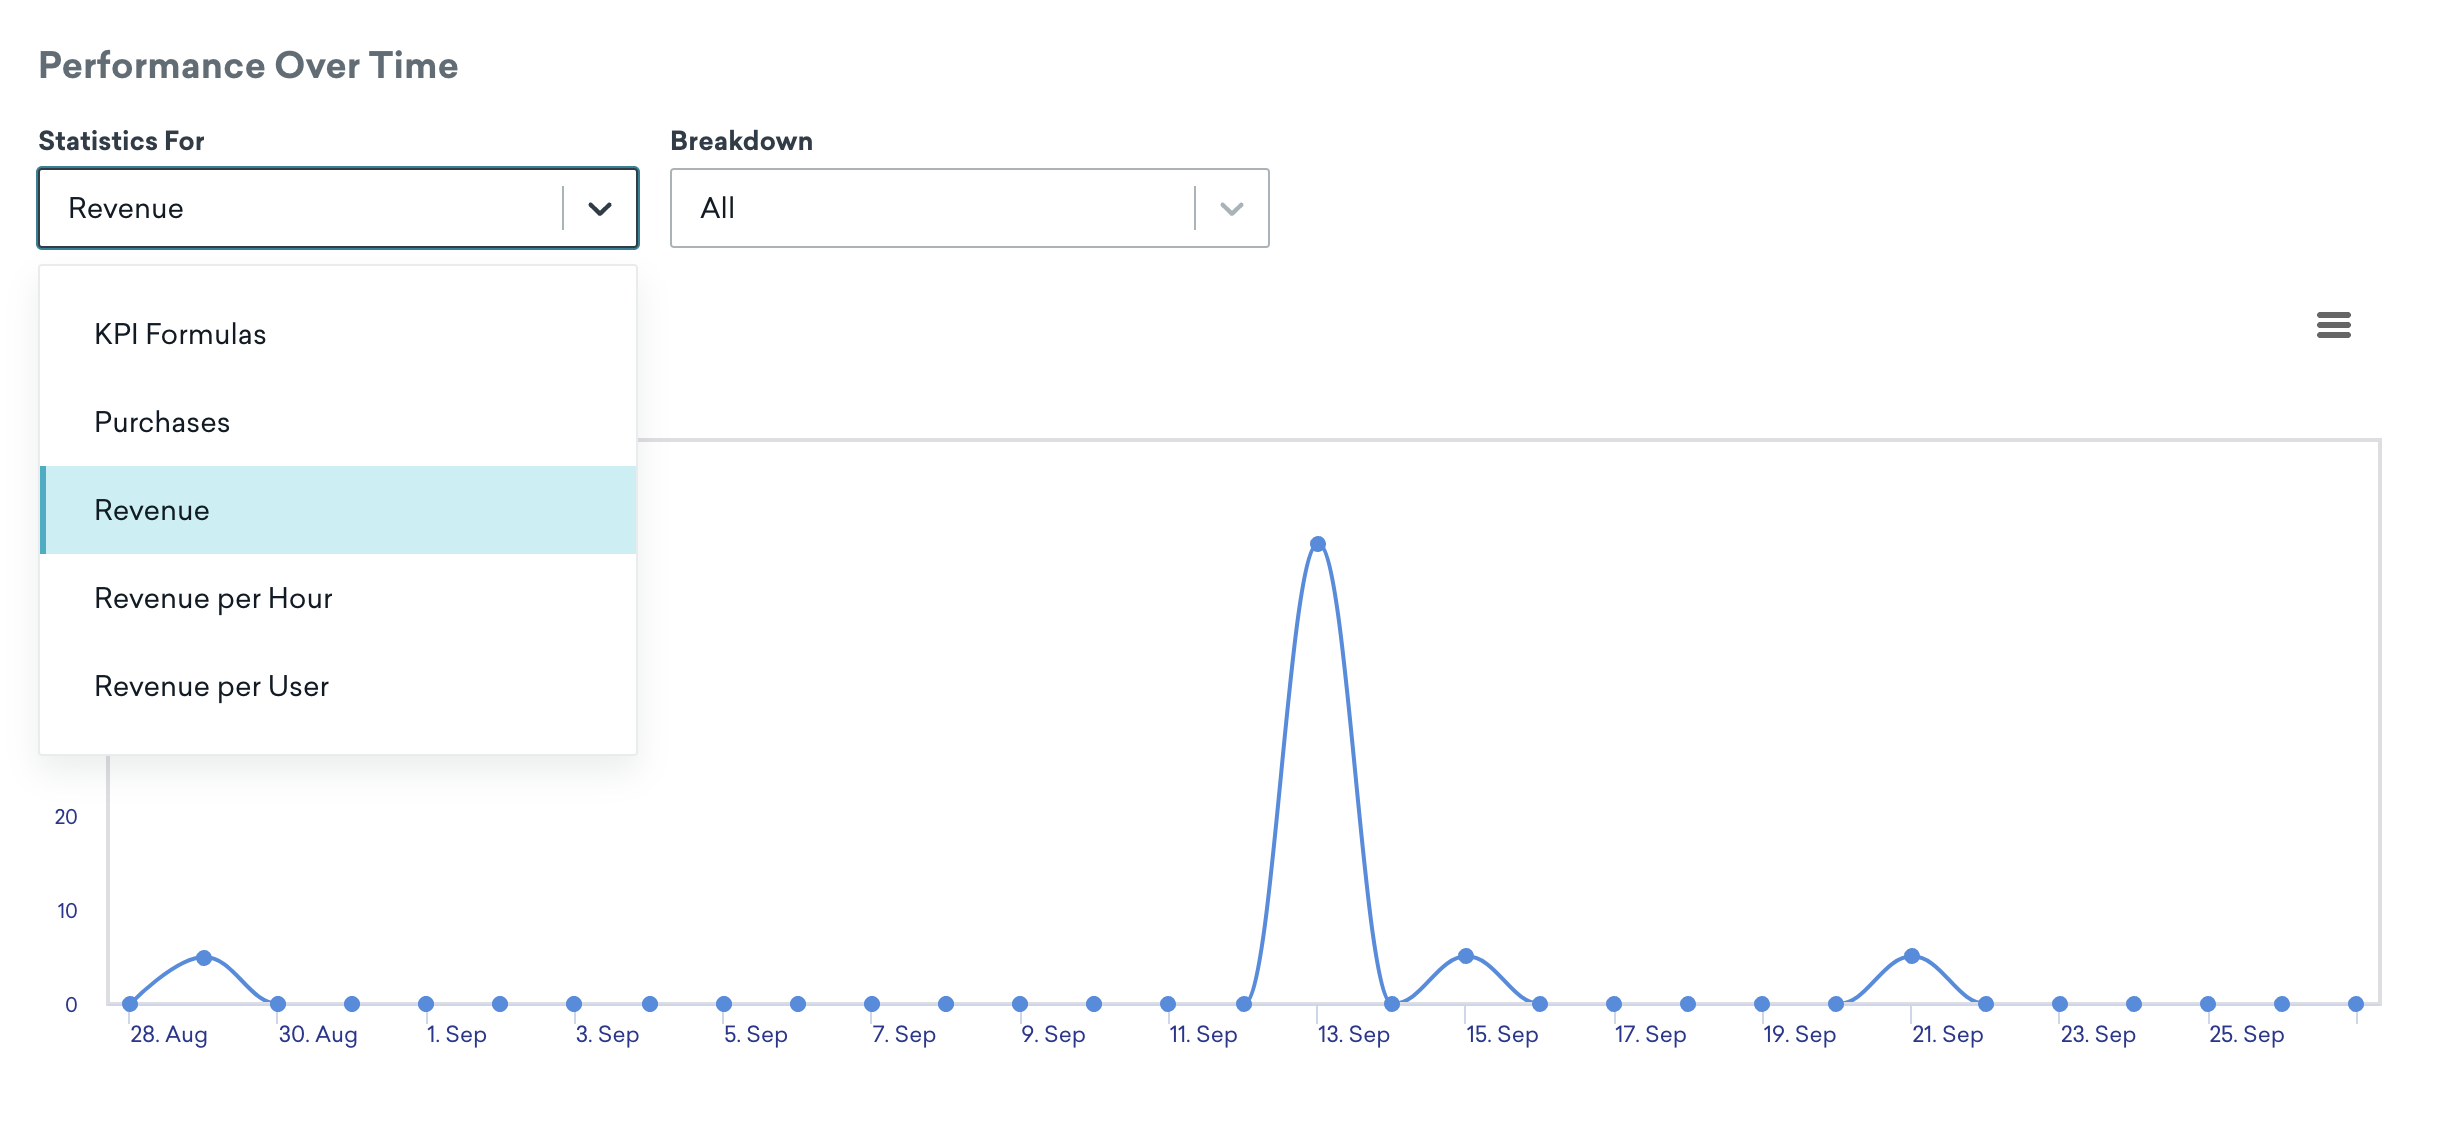 Performance Over Time
Statistics For
Breakdown
Revenue
All
KPI Formulas
Purchases
Revenue
Revenue per Hour
Revenue per User
20
10
0
28. Aug
30. Aug
1. Sep
3. Sep
5. Sep
7. Sep
9. Sep
11. Sep
13. Sep
15. Sep
17. Sep
19. Sep
21. Sep
23. Sep
25. Sep